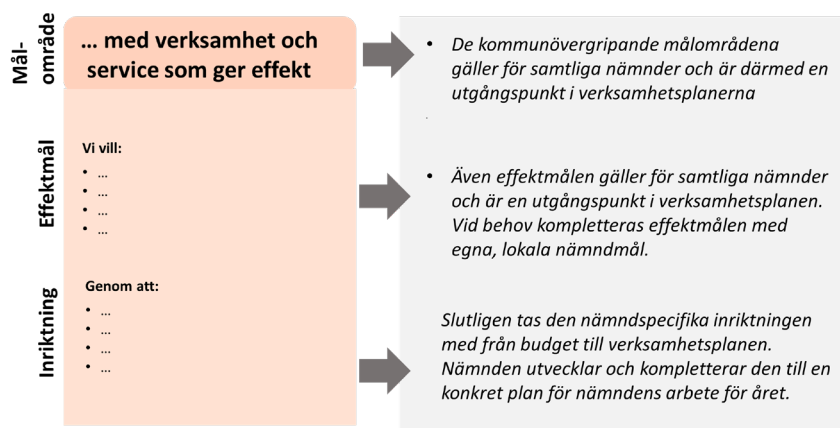 Mål-
område
… med verksamhet och
service som ger effekt
• De kommunövergripande målområdena
gäller för samtliga nämnder och är därmed en
utgångspunkt i verksamhetsplanerna
Effektmål
Vi vill:
• …
• …
• …
• …
• Även effektmålen gäller för samtliga nämnder
och är en utgångspunkt i verksamhetsplanen.
Vid behov kompletteras effektmålen med
egna, lokala nämndmål.
Inriktning
Genom att:
• …
• …
• …
• …
Slutligen tas den nämndspecifika inriktningen
med från budget till verksamhetsplanen.
Nämnden utvecklar och kompletterar den till en
konkret plan för nämndens arbete för året.